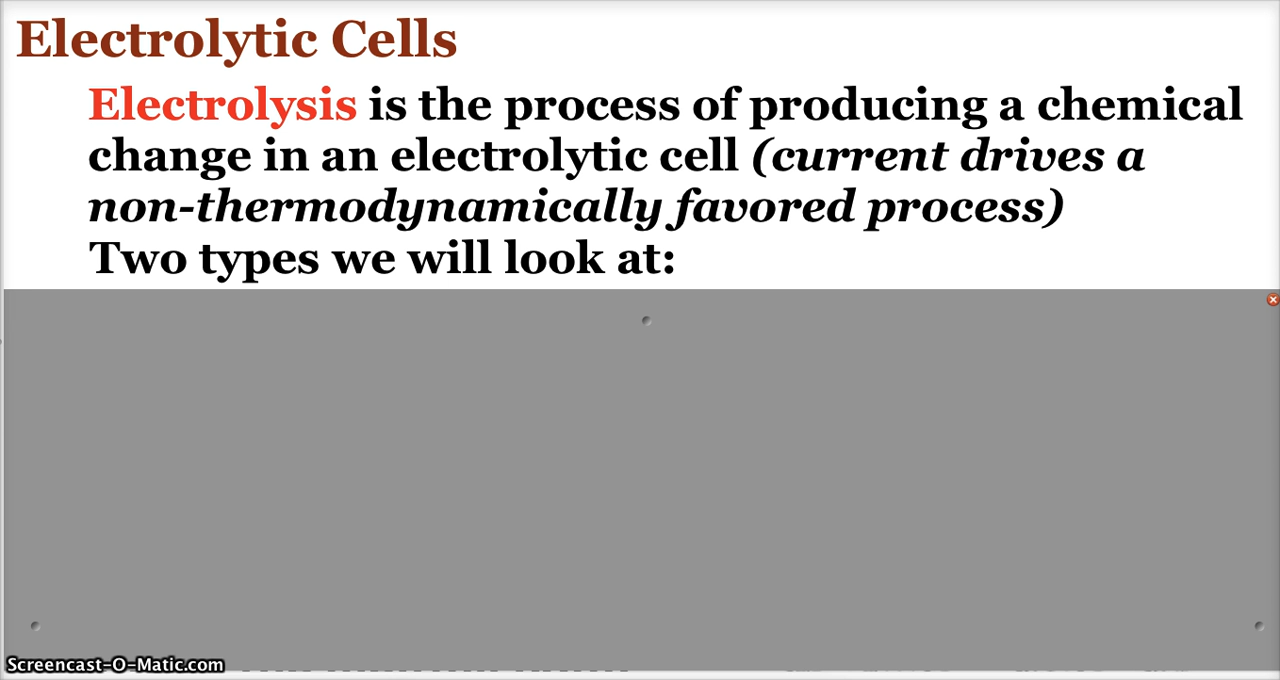 Electrolytic Cells
Electrolysis is the process of producing a chemical
change in an electrolytic cell (current drives a
non-thermodynamically favored process)
Two types we will look at:
Screencast-O-Matic.com